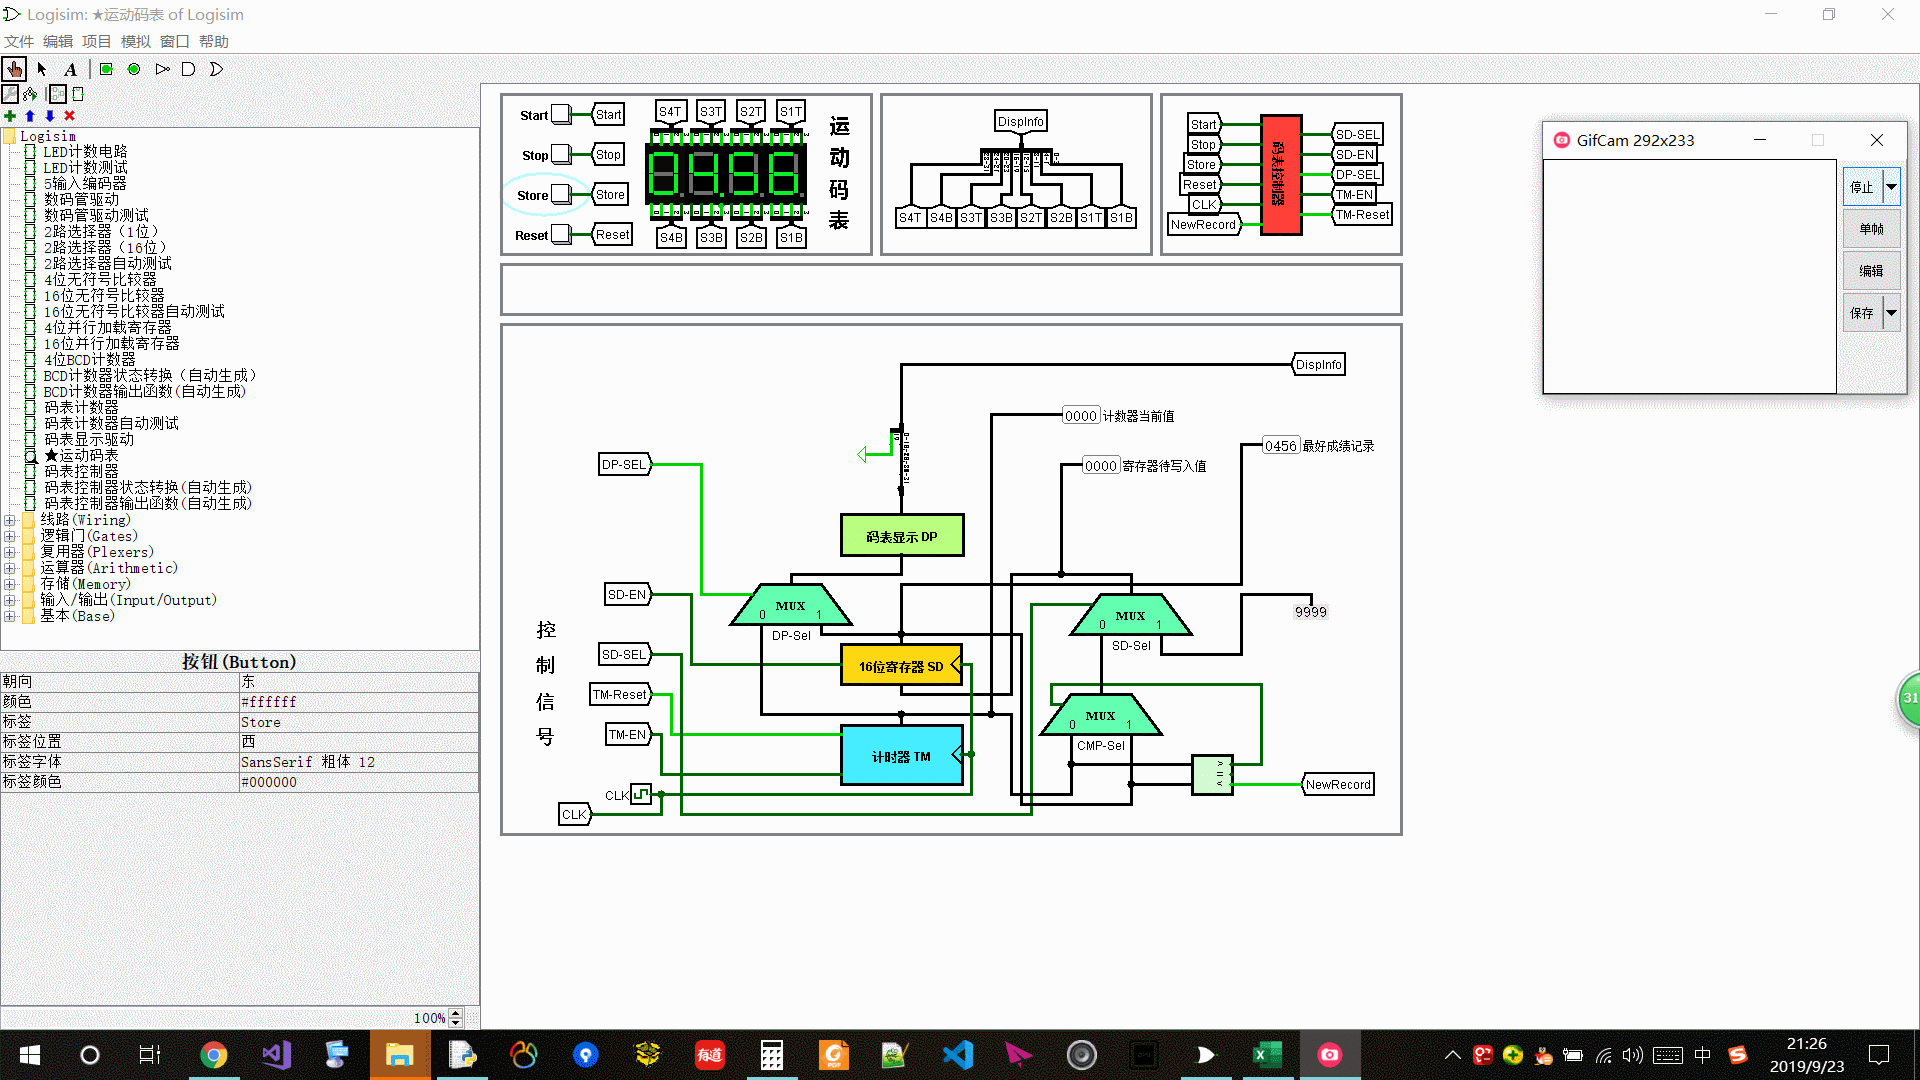 Logisim: ★运动码表 of Logisim
文件 编辑 项目 模拟 窗口 帮助
Logisim
LED计数电路
LED计数测试
5输入编码器
数码管驱动
数码管驱动测试
2路选择器（1位）
2路选择器（16位）
2路选择器自动测试
4位无符号比较器
16位无符号比较器
16位无符号比较器自动测试
4位并行加载寄存器
16位并行加载寄存器
4位BCD计数器
BCD计数器状态转换（自动生成）
BCD计数器输出函数(自动生成)
码表计数器
码表计数器自动测试
码表显示驱动
★运动码表
码表控制器
码表控制器状态转换(自动生成)
码表控制器输出函数(自动生成)
线路(Wiring)
逻辑门(Gates)
复用器(Plexers)
运算器(Arithmetic)
存储(Memory)
输入/输出(Input/Output)
基本(Base)
按钮(Button)
朝向 东
颜色 #ffffff
标签 Store
标签位置 西
标签字体 SansSerif 粗体 12
标签颜色 #000000
100%
Start Start
Stop Stop
Store Store
Reset Reset
S4T S3T S2T S1T
04.56
S4B S3B S2B S1B
运动码表
DispInfo
S4T S4B S3T S3B S2T S2B S1T S1B
Start
Stop
Store
Reset
CLK
NewRecord
码表控制器
SD-SEL
SD-EN
DP-SEL
TM-EN
TM-Reset
DispInfo
0000 计数器当前值
0456 最好成绩记录
0000 寄存器待写入值
DP-SEL
码表显示 DP
SD-EN
MUX
0 1
DP-Sel
MUX
0 1
SD-Sel
9999
控制信号
SD-SEL
16位寄存器 SD
TM-Reset
TM-EN
计时器 TM
MUX
0 1
CMP-Sel
NewRecord
CLK
CLK
GifCam 292x233
停止
单帧
编辑
保存
31
有道
中
21:26
2019/9/23